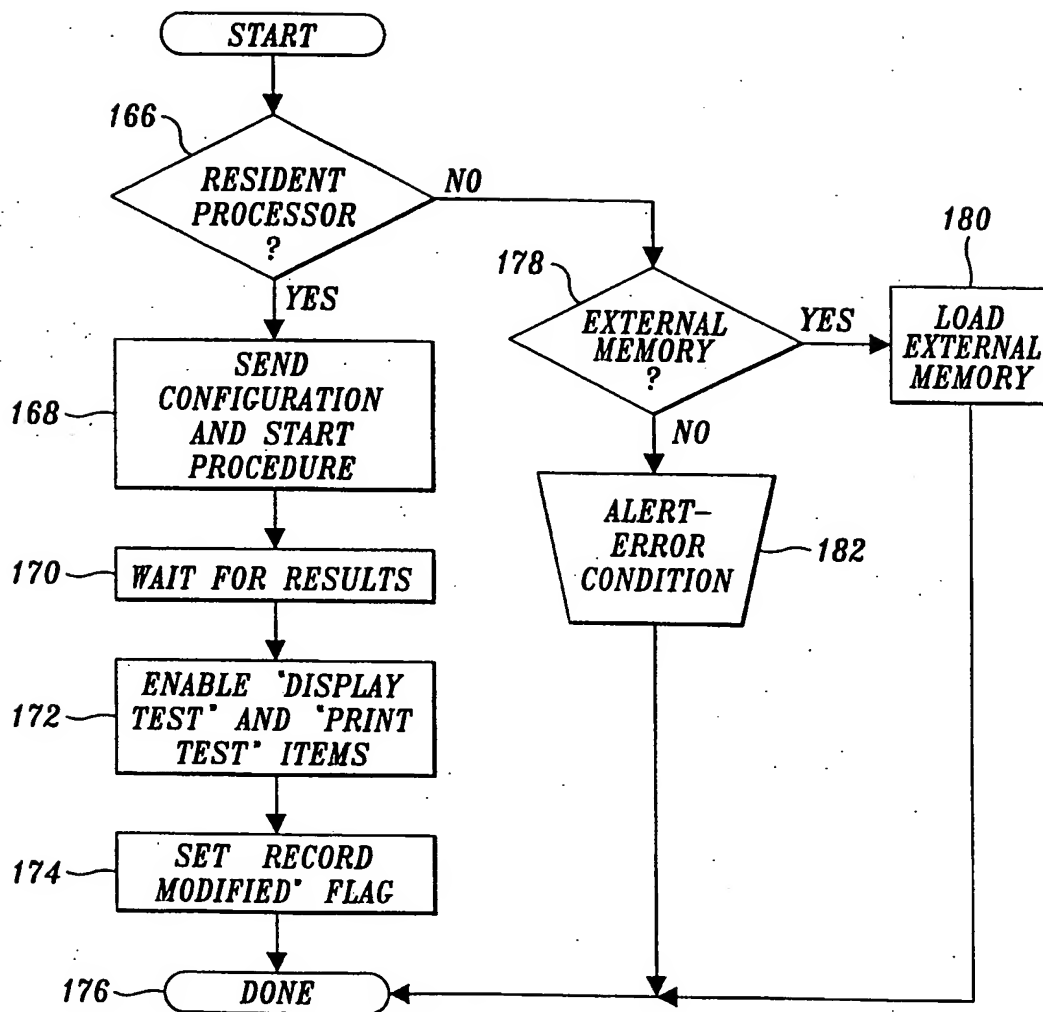 START
166
RESIDENT
PROCESSOR
?
NO
YES
168
SEND
CONFIGURATION
AND START
PROCEDURE
170
WAIT FOR RESULTS
172
ENABLE "DISPLAY
TEST" AND "PRINT
TEST" ITEMS
174
SET RECORD
MODIFIED" FLAG
176
DONE
178
EXTERNAL
MEMORY
?
YES
NO
180
LOAD
EXTERNAL
MEMORY
ALERT-
ERROR
CONDITION
182